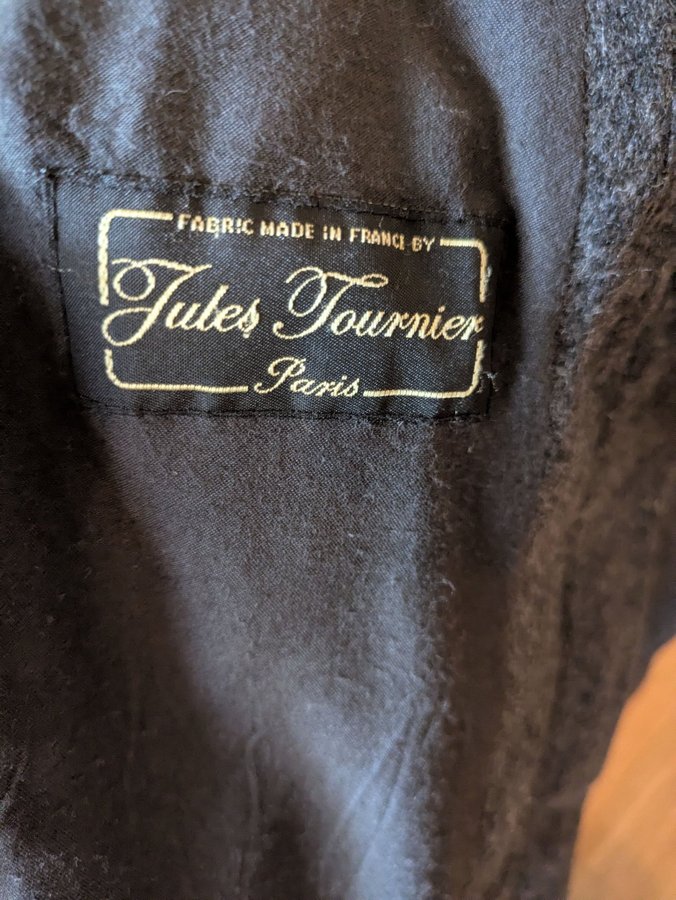 FABRIC MADE IN FRANCE BY
Jules Tournier
Paris